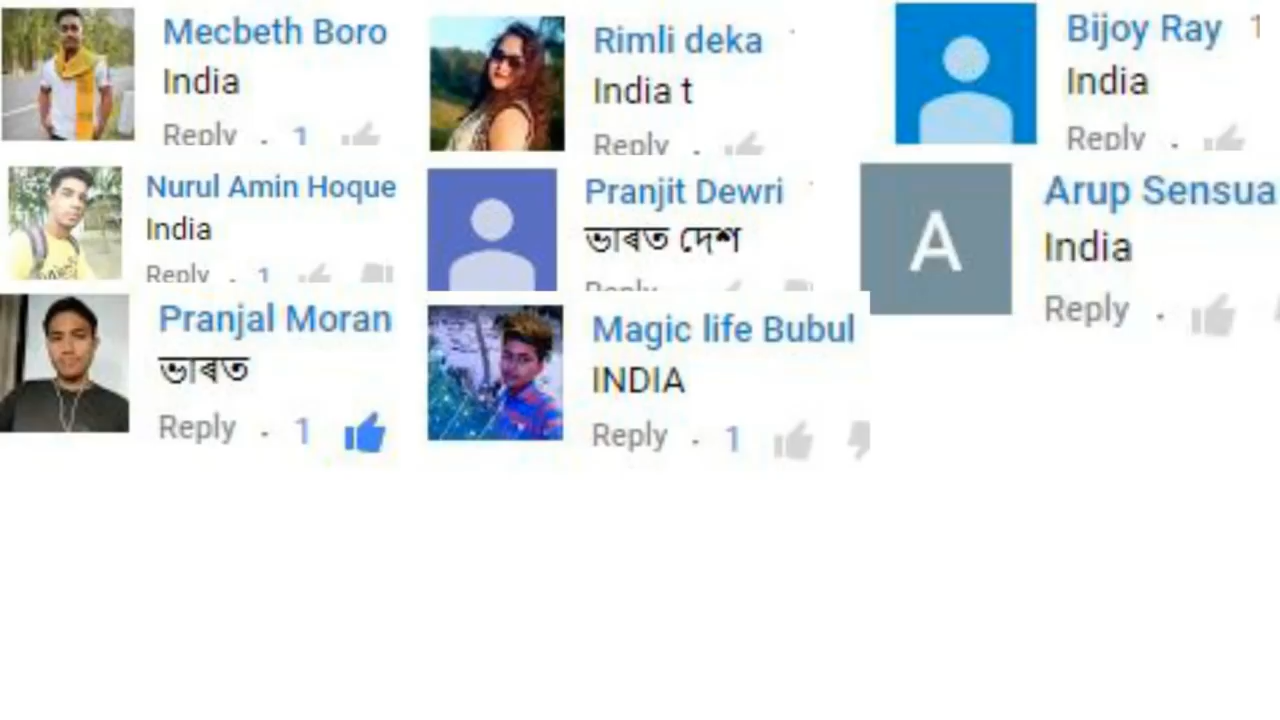 Mecbeth Boro
India
Reply . 1
Rimli deka
India t
Reply .
Bijoy Ray 1
India
Reply .
Nurul Amin Hoque
India
Reply . 1
Pranjit Dewri
ভাৰত দেশ
Reply
A
Arup Sensua
India
Reply .
Pranjal Moran
ভাৰত
Reply . 1
Magic life Bubul
INDIA
Reply . 1